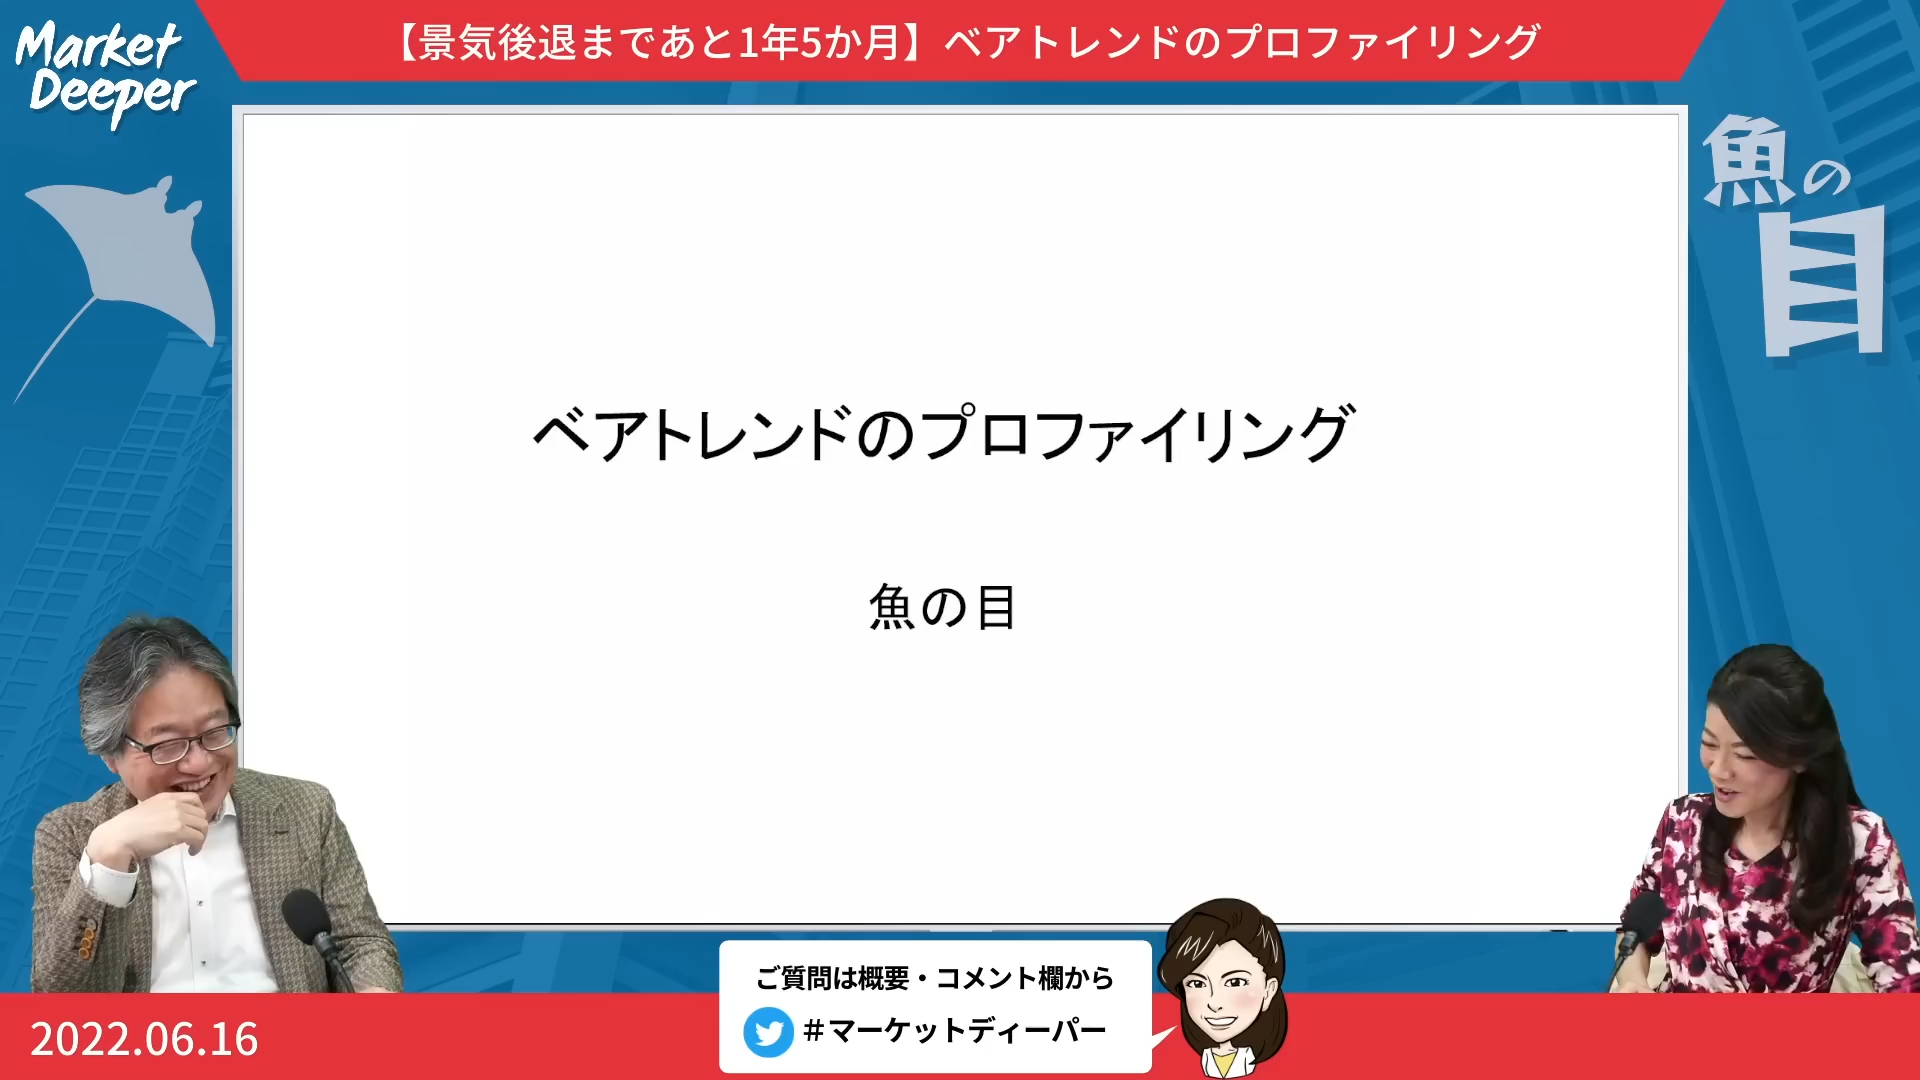 Market
Deeper
【景気後退まであと1年5か月】ベアトレンドのプロファイリング
魚の
目
ベアトレンドのプロファイリング
魚の目
ご質問は概要・コメント欄から
#マーケットディーパー
2022.06.16